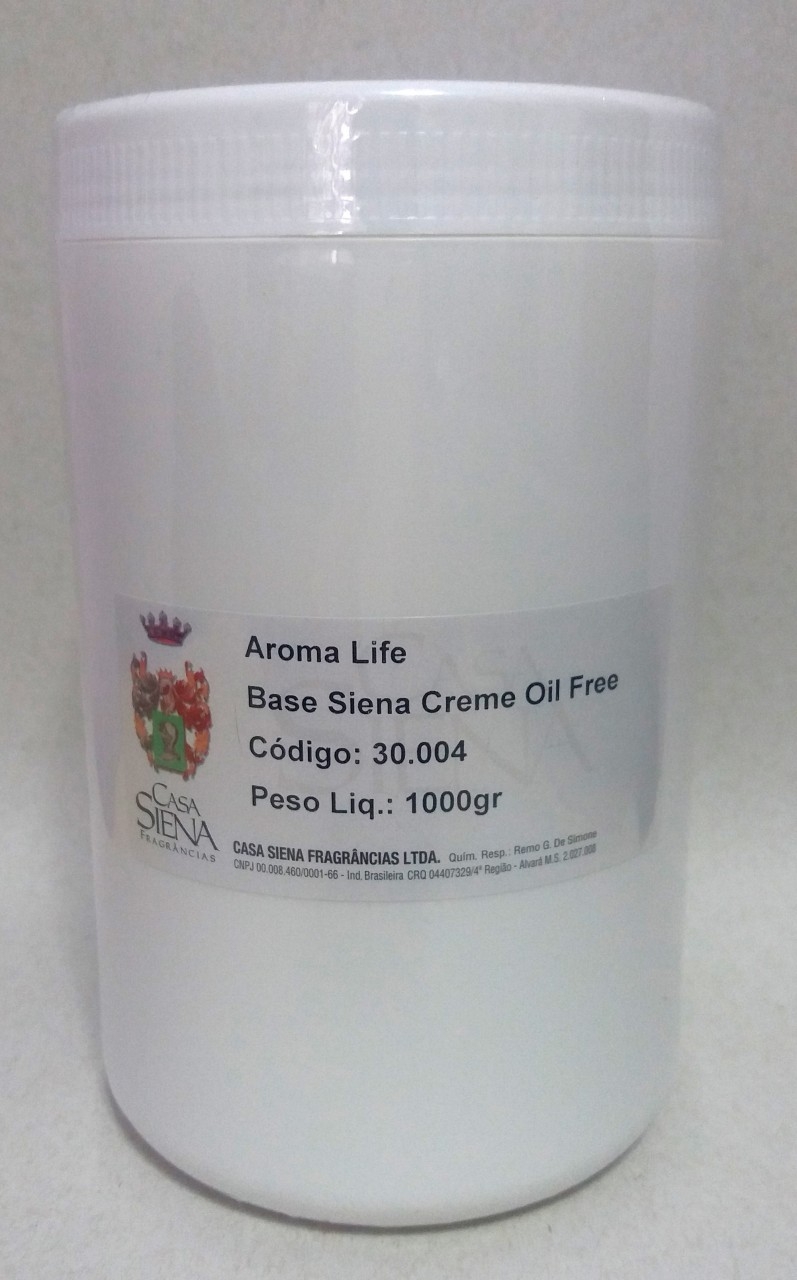 Aroma Life
Base Siena Creme Oil Free
Código: 30.004
Peso Liq.: 1000gr
CASA
SIENA
FRAGRÂNCIAS
CASA SIENA FRAGRÂNCIAS LTDA. Quím. Resp.: Remo G. De Simone
CNPJ 00.008.460/0001-66 - Ind. Brasileira CRQ 04407329/4ª Região - Alvará M.S. 2.027.008